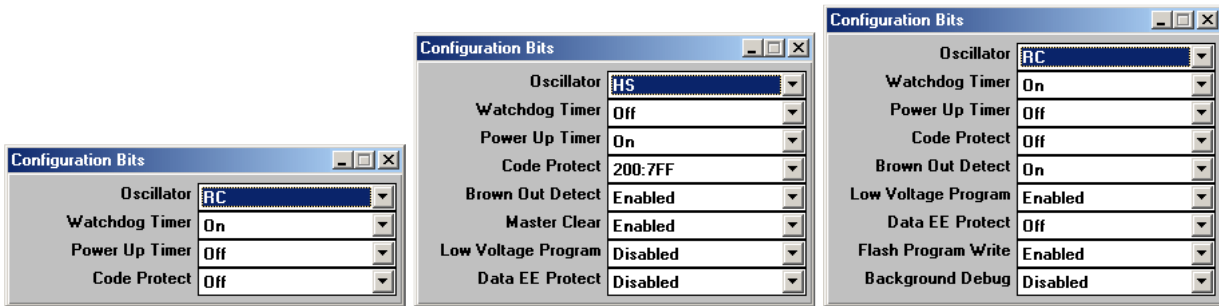 Configuration Bits
Oscillator RC
Watchdog Timer On
Power Up Timer Off
Code Protect Off
Configuration Bits
Oscillator HS
Watchdog Timer Off
Power Up Timer On
Code Protect 200:7FF
Brown Out Detect Enabled
Master Clear Enabled
Low Voltage Program Disabled
Data EE Protect Disabled
Configuration Bits
Oscillator RC
Watchdog Timer On
Power Up Timer Off
Code Protect Off
Brown Out Detect On
Low Voltage Program Enabled
Data EE Protect Off
Flash Program Write Enabled
Background Debug Disabled